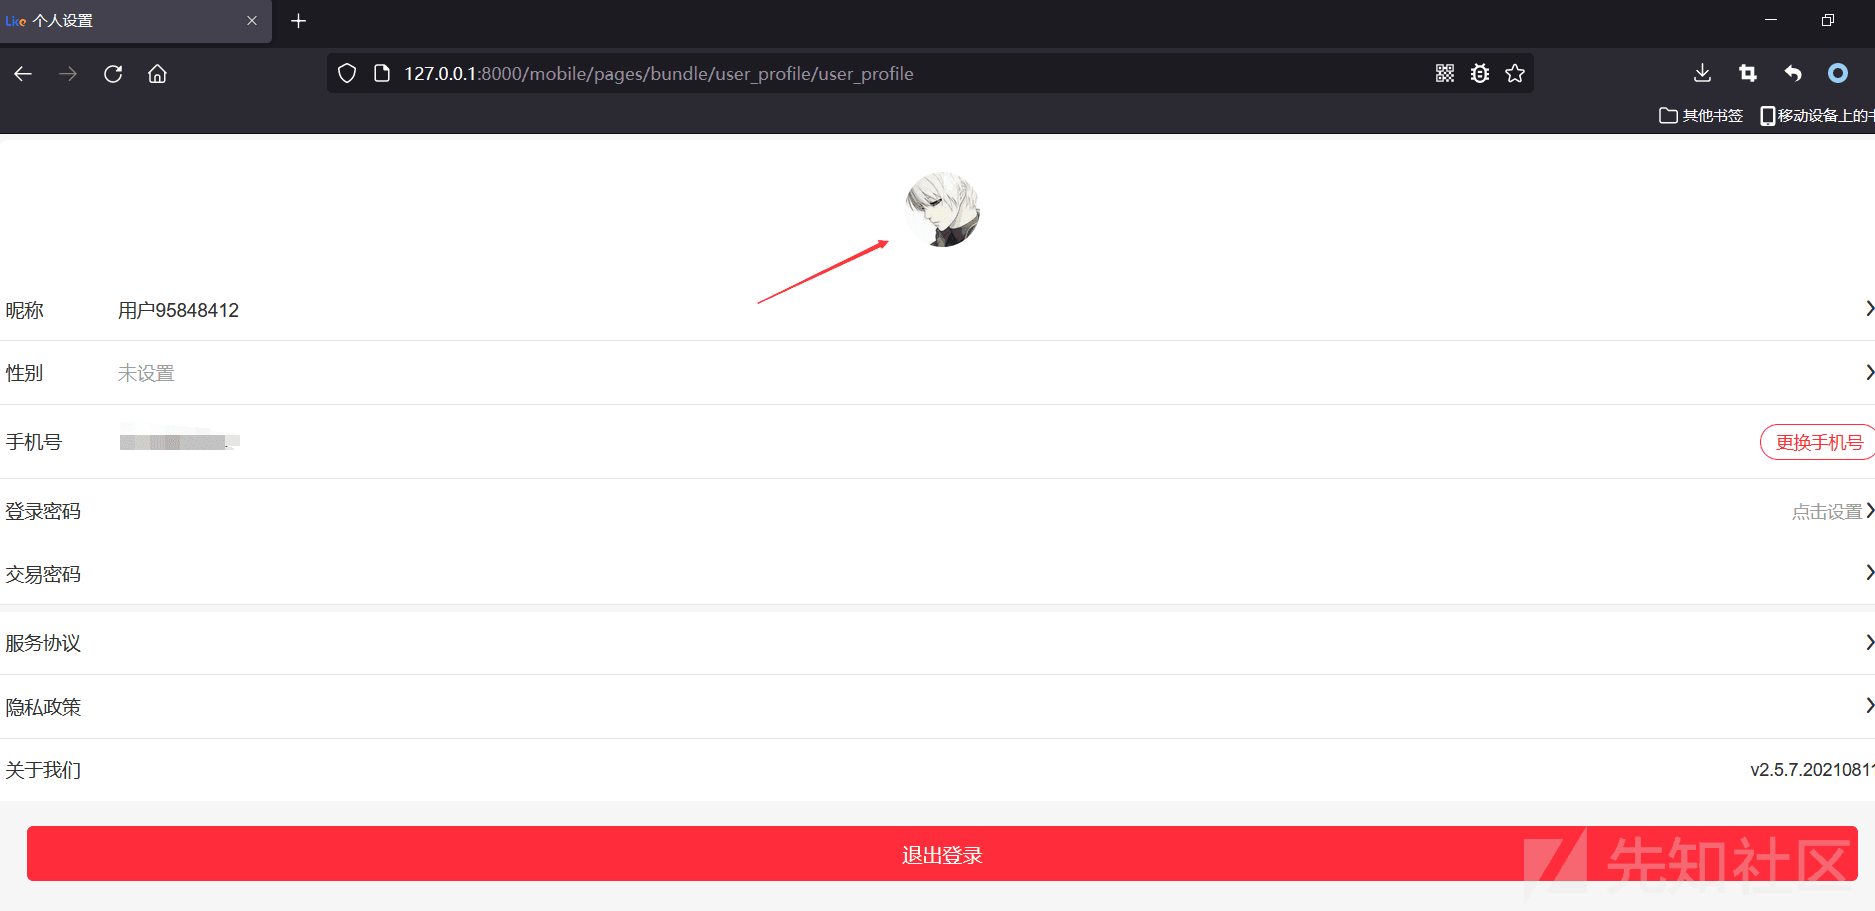 Like 个人设置
127.0.0.1:8000/mobile/pages/bundle/user_profile/user_profile
其他书签 移动设备上的
昵称 用户95848412
性别 未设置
手机号 更换手机号
登录密码 点击设置
交易密码
服务协议
隐私政策
关于我们 v2.5.7.2021081
退出登录
先知社区